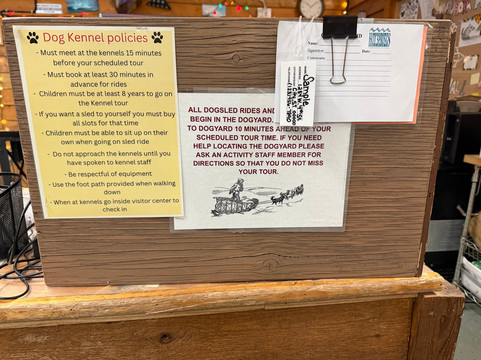 Dog Kennel policies
- Must meet at the kennels 15 minutes
before your scheduled tour
- Must book at least 30 minutes in
advance for rides
- Children must be at least 8 years to go on
the Kennel tour
- If you want a sled to yourself you must buy
all slots for that time
- Children must be able to sit up on their
own when going on sled ride
- Do not approach the kennels until you
have spoken to kennel staff
- Be respectful of equipment
- Use the foot path provided when walking
down
- When at kennels go inside visitor center to
check in
ALL DOGSLED RIDES AND
BEGIN IN THE DOGYARD.
TO DOGYARD 10 MINUTES AHEAD OF YOUR
SCHEDULED TOUR TIME. IF YOU NEED
HELP LOCATING THE DOGYARD PLEASE
ASK AN ACTIVITY STAFF MEMBER FOR
DIRECTIONS SO THAT YOU DO NOT MISS
YOUR TOUR.
Sample
Name:
Date: